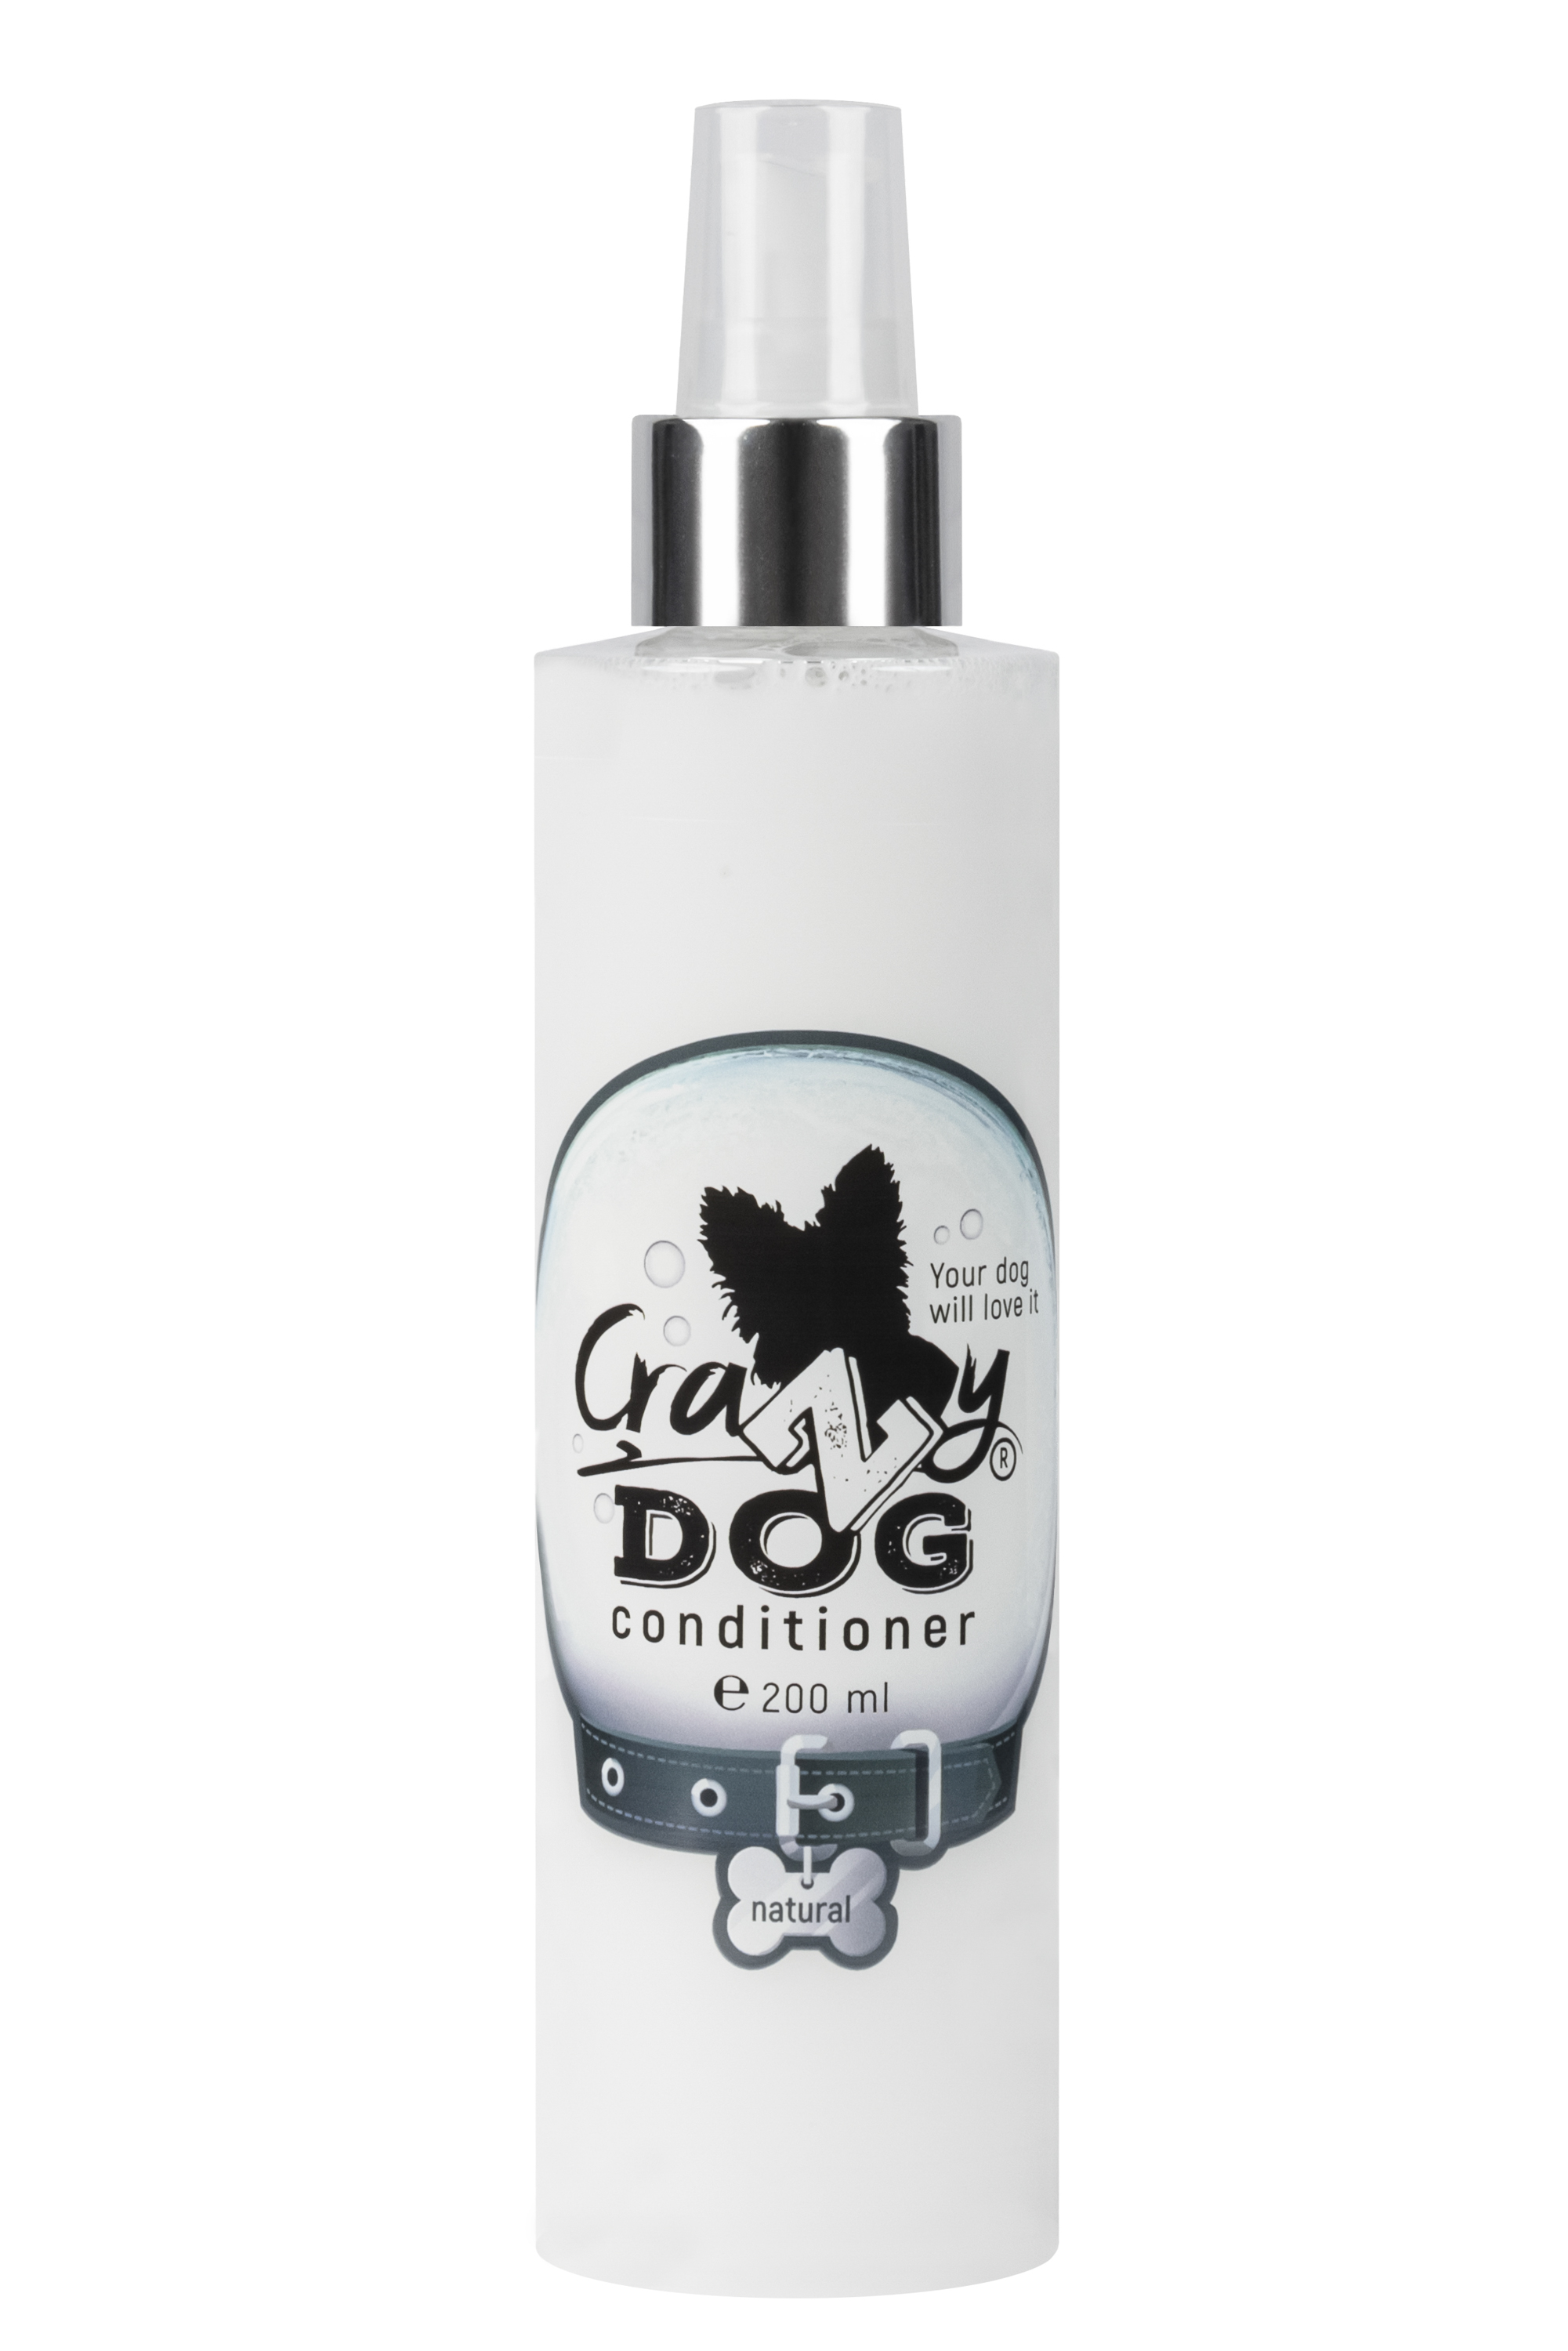 Your dog
will love it
Crazy®
DOG
conditioner
℮ 200 ml
natural